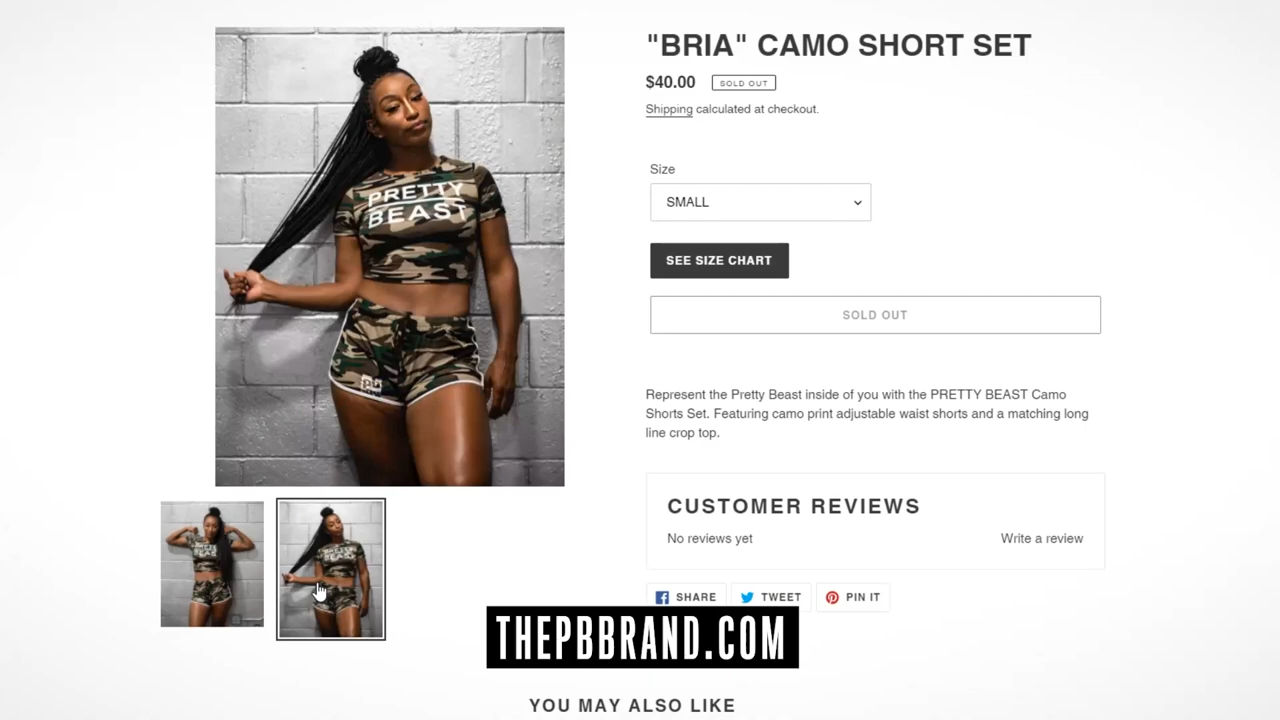 "BRIA" CAMO SHORT SET
$40.00 SOLD OUT
Shipping calculated at checkout.
PRETTY
BEAST
Size
SMALL
SEE SIZE CHART
SOLD OUT
Represent the Pretty Beast inside of you with the PRETTY BEAST Camo
Shorts Set. Featuring camo print adjustable waist shorts and a matching long
line crop top.
CUSTOMER REVIEWS
No reviews yet Write a review
SHARE TWEET PIN IT
THEPBBRAND.COM
YOU MAY ALSO LIKE